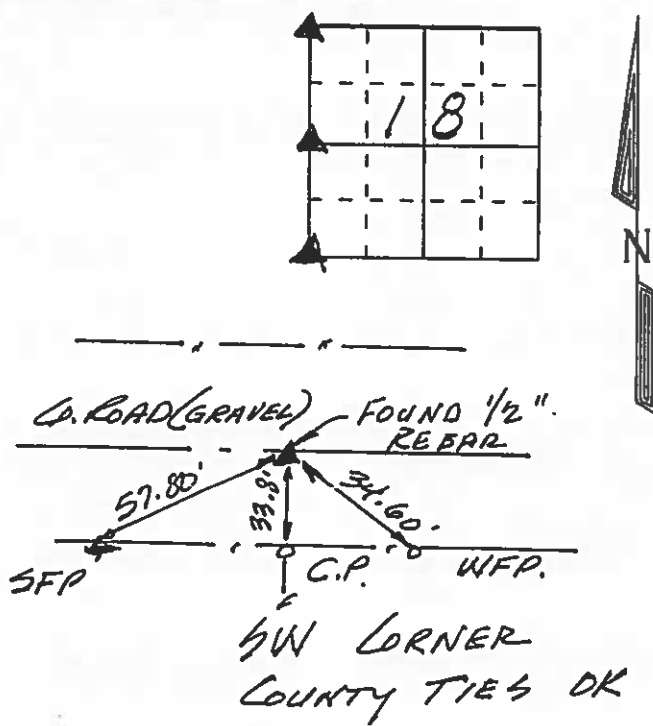 18
N
CO. ROAD (GRAVEL)
FOUND 1/2"
REBAR
57.80'
33.8'
34.60'
SFP
C.P.
WFP.
SW CORNER
COUNTY TIES OK